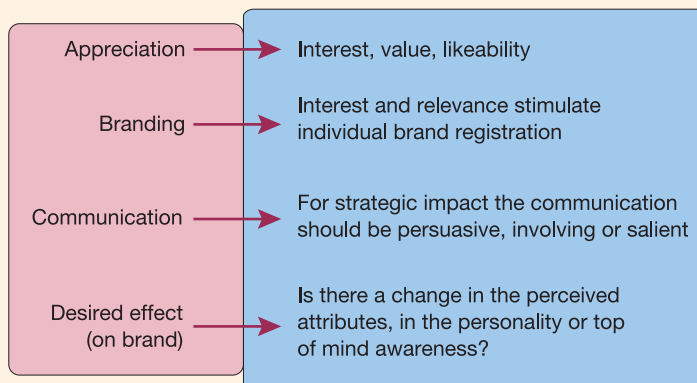 Appreciation
Interest, value, likeability
Branding
Interest and relevance stimulate
individual brand registration
Communication
For strategic impact the communication
should be persuasive, involving or salient
Desired effect
(on brand)
Is there a change in the perceived
attributes, in the personality or top
of mind awareness?